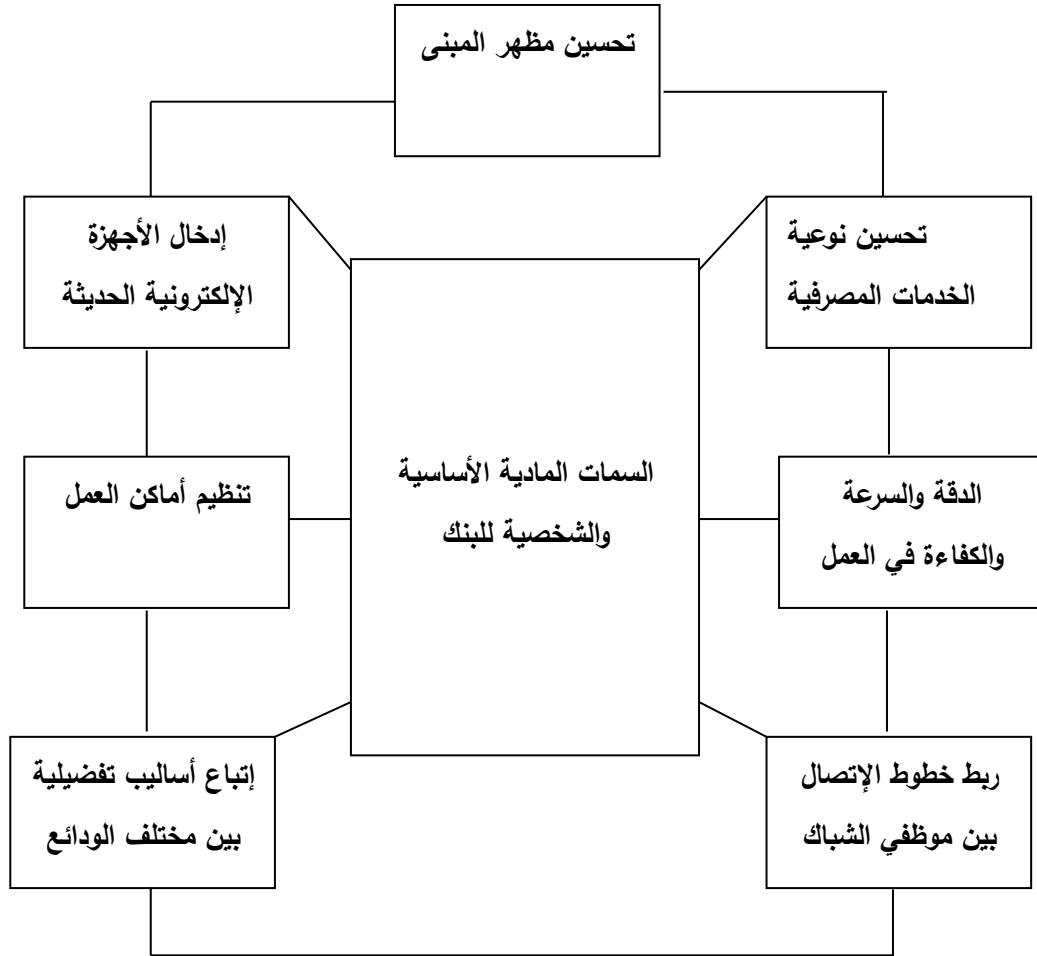 تحسين مظهر المبنى
تحسين نوعية
الخدمات المصرفية
إدخال الأجهزة
الإلكترونية الحديثة
السمات المادية الأساسية
والشخصية للبنك
الدقة والسرعة
والكفاءة في العمل
تنظيم أماكن العمل
ربط خطوط الإتصال
بين موظفي الشباك
إتباع أساليب تفضيلية
بين مختلف الودائع